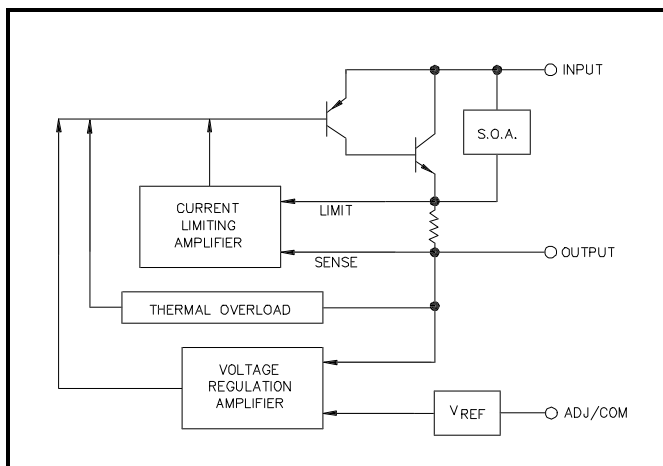 INPUT
S.O.A.
CURRENT
LIMITING
AMPLIFIER
LIMIT
SENSE
OUTPUT
THERMAL OVERLOAD
VOLTAGE
REGULATION
AMPLIFIER
VREF
ADJ/COM